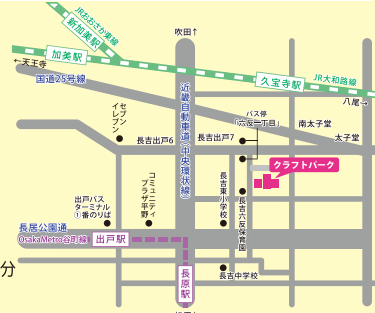 JRおおさか東線
新加美駅
吹田↑
加美駅
←天王寺
国道25号線
久宝寺駅
JR大和路線
八尾→
近畿自動車道（中央環状線）
セブン
イレブン
バス停
「六反一丁目」
南太子堂
太子堂
長吉出戸6
長吉出戸7
クラフトパーク
コミュニティ
プラザ平野
長吉東小学校
長吉六反保育園
出戸バス
ターミナル
①番のりば
長居公園通
OsakaMetro谷町線
出戸駅
長原駅
長吉中学校
分